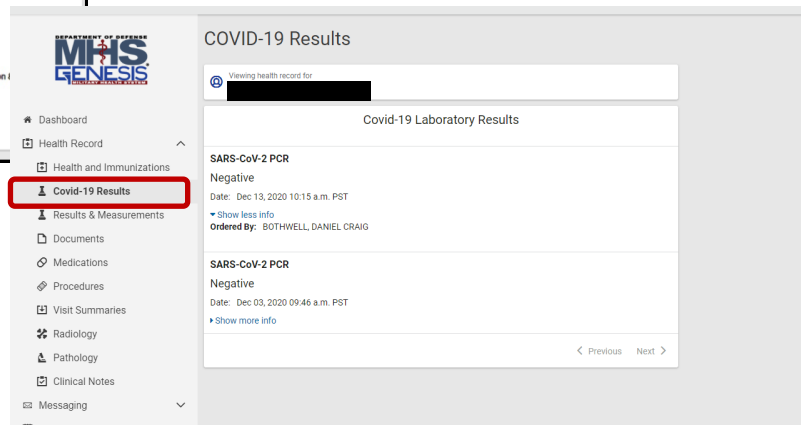 DEPARTMENT OF DEFENSE
MHS
GENESIS
MILITARY HEALTH SYSTEM
Dashboard
Health Record
Health and Immunizations
Covid-19 Results
Results & Measurements
Documents
Medications
Procedures
Visit Summaries
Radiology
Pathology
Clinical Notes
Messaging
COVID-19 Results
Viewing health record for
Covid-19 Laboratory Results
SARS-CoV-2 PCR
Negative
Date: Dec 13, 2020 10:15 a.m. PST
Show less info
Ordered By: BOTHWELL, DANIEL CRAIG
SARS-CoV-2 PCR
Negative
Date: Dec 03, 2020 09:46 a.m. PST
Show more info
Previous Next